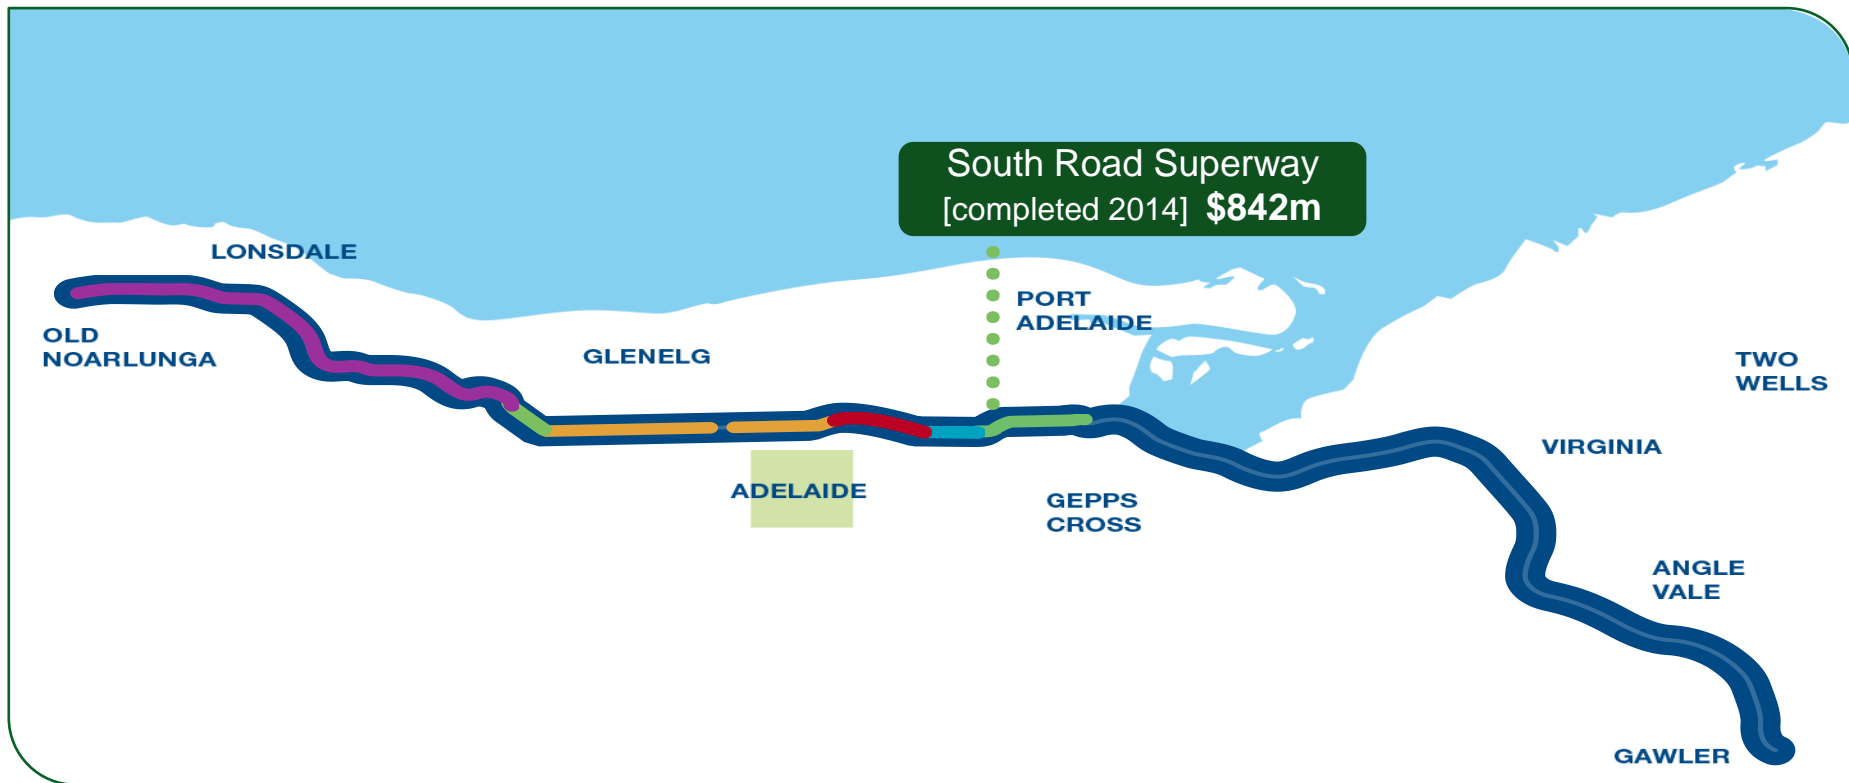 South Road Superway
[completed 2014] $842m
LONSDALE
OLD
NOARLUNGA
GLENELG
PORT
ADELAIDE
ADELAIDE
GEPPS
CROSS
TWO
WELLS
VIRGINIA
ANGLE
VALE
GAWLER